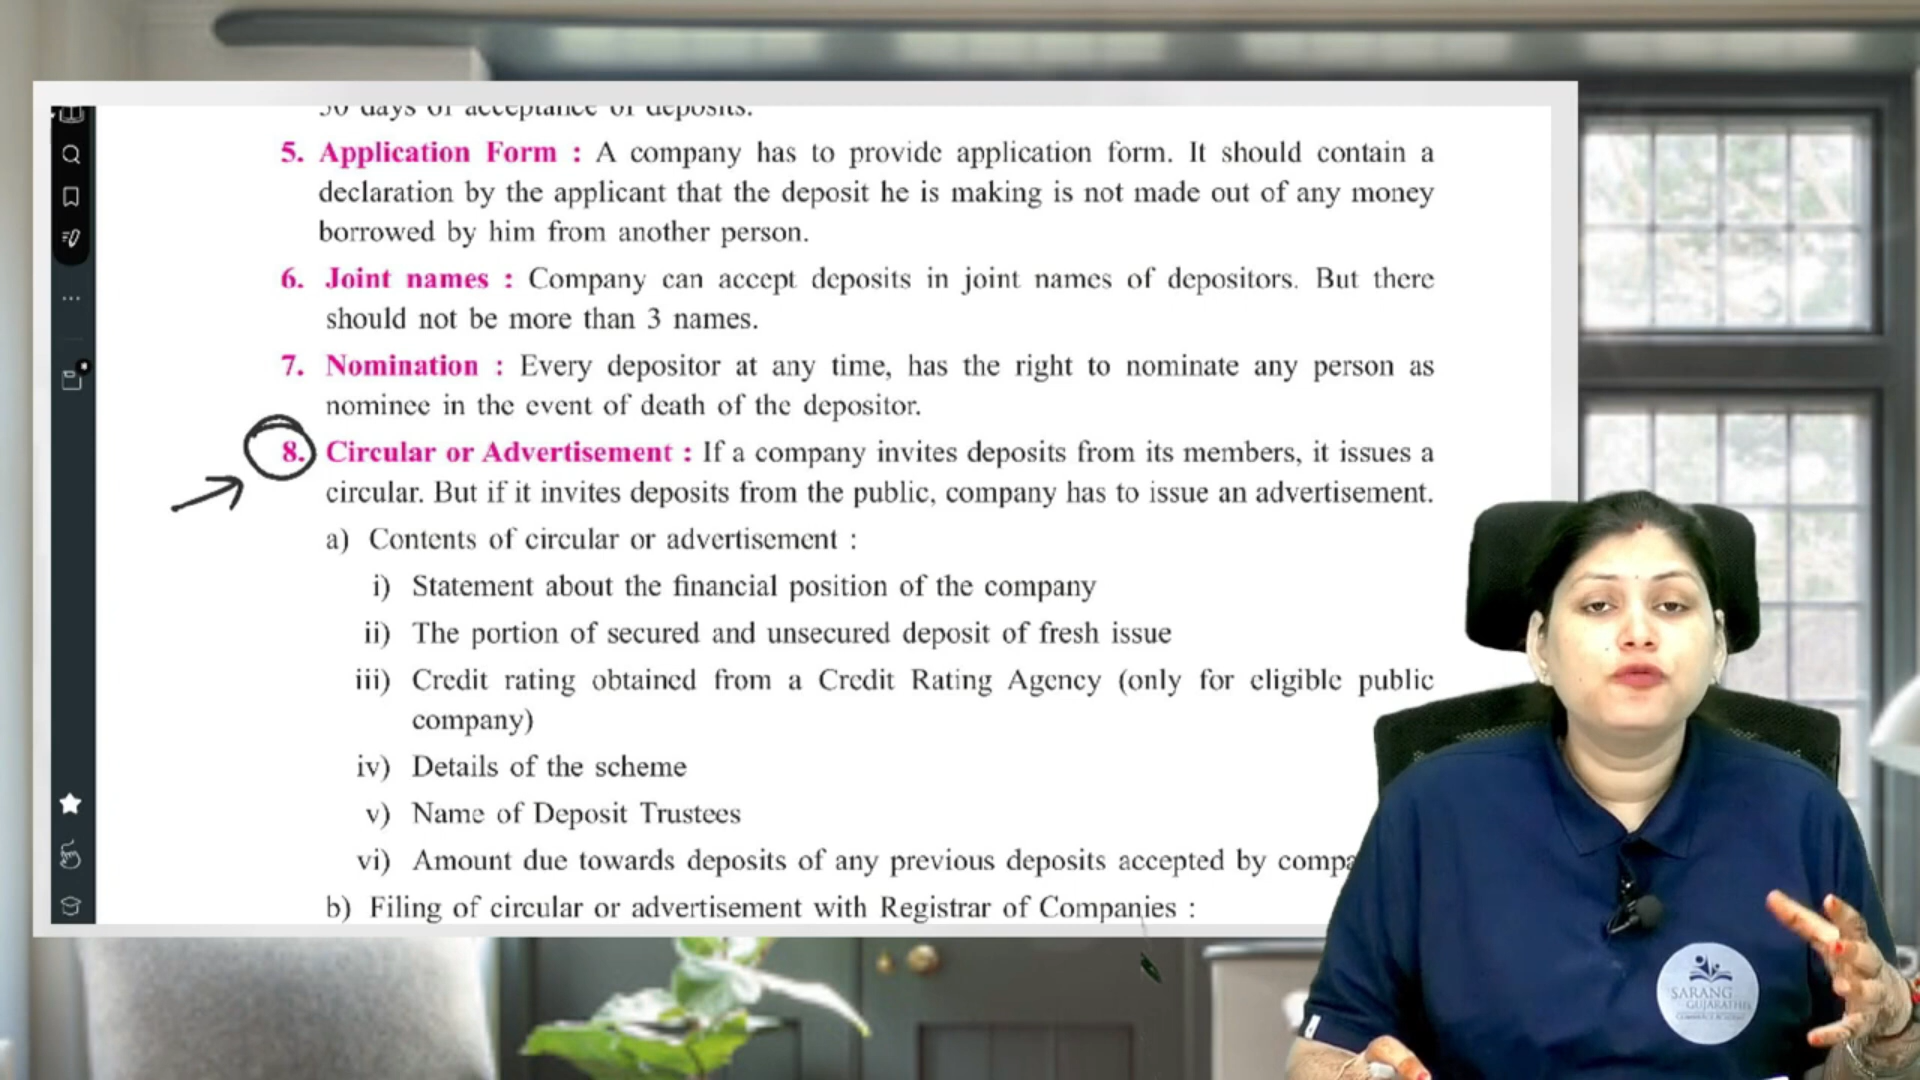 30 days of acceptance of deposits.
5. Application Form : A company has to provide application form. It should contain a
declaration by the applicant that the deposit he is making is not made out of any money
borrowed by him from another person.
6. Joint names : Company can accept deposits in joint names of depositors. But there
should not be more than 3 names.
7. Nomination : Every depositor at any time, has the right to nominate any person as
nominee in the event of death of the depositor.
8. Circular or Advertisement : If a company invites deposits from its members, it issues a
circular. But if it invites deposits from the public, company has to issue an advertisement.
a) Contents of circular or advertisement :
i) Statement about the financial position of the company
ii) The portion of secured and unsecured deposit of fresh issue
iii) Credit rating obtained from a Credit Rating Agency (only for eligible public
company)
iv) Details of the scheme
v) Name of Deposit Trustees
vi) Amount due towards deposits of any previous deposits accepted by compa
b) Filing of circular or advertisement with Registrar of Companies :
SARANG
GUJARATHI